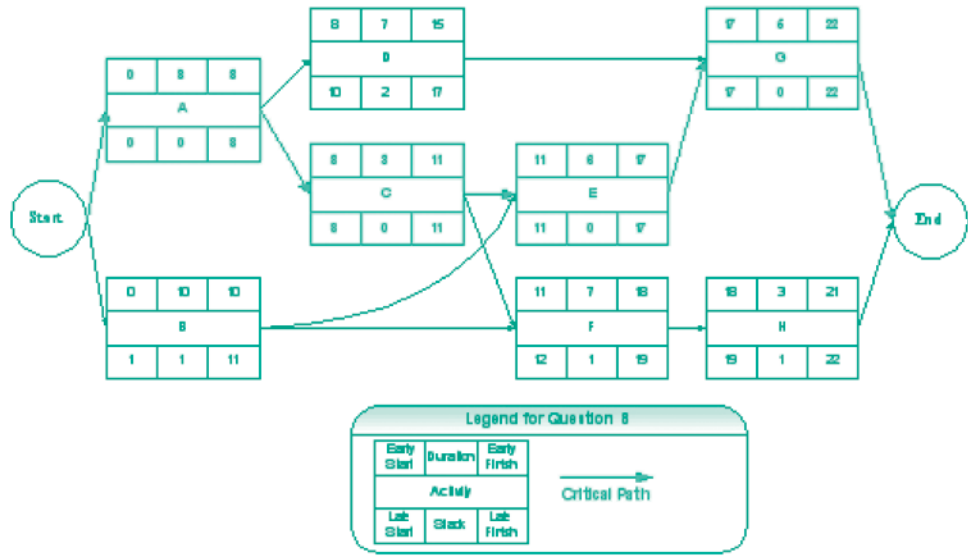 8 7 15
D
10 2 17
17 5 22
G
17 0 22
0 8 8
A
0 0 8
8 3 11
C
8 0 11
11 6 17
E
11 0 17
Start
End
0 10 10
B
1 1 11
11 7 18
F
12 1 19
18 3 21
H
19 1 22
Legend for Question 8
Early Start
Duration
Early Finish
Activity
Late Start
Slack
Late Finish
Critical Path